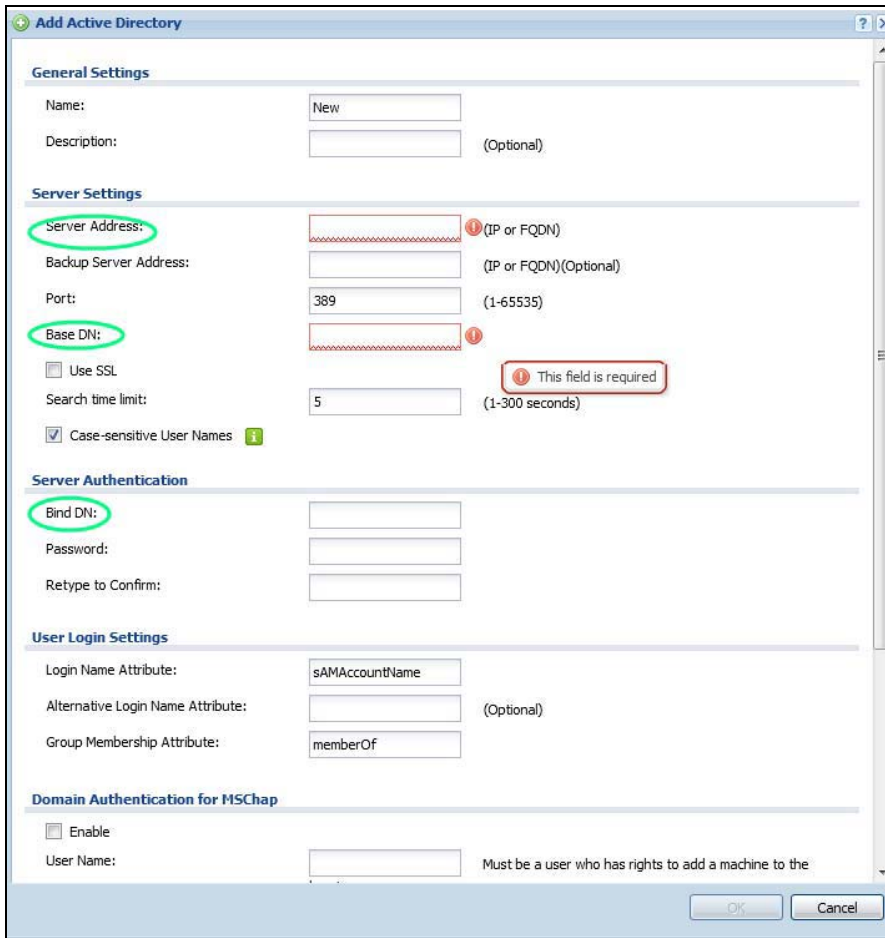 Add Active Directory
?
General Settings
Name: New
Description: (Optional)
Server Settings
Server Address: (IP or FQDN)
Backup Server Address: (IP or FQDN)(Optional)
Port: 389 (1-65535)
Base DN:
Use SSL
This field is required
Search time limit: 5 (1-300 seconds)
Case-sensitive User Names
Server Authentication
Bind DN:
Password:
Retype to Confirm:
User Login Settings
Login Name Attribute: sAMAccountName
Alternative Login Name Attribute: (Optional)
Group Membership Attribute: memberOf
Domain Authentication for MSChap
Enable
User Name: Must be a user who has rights to add a machine to the
OK Cancel